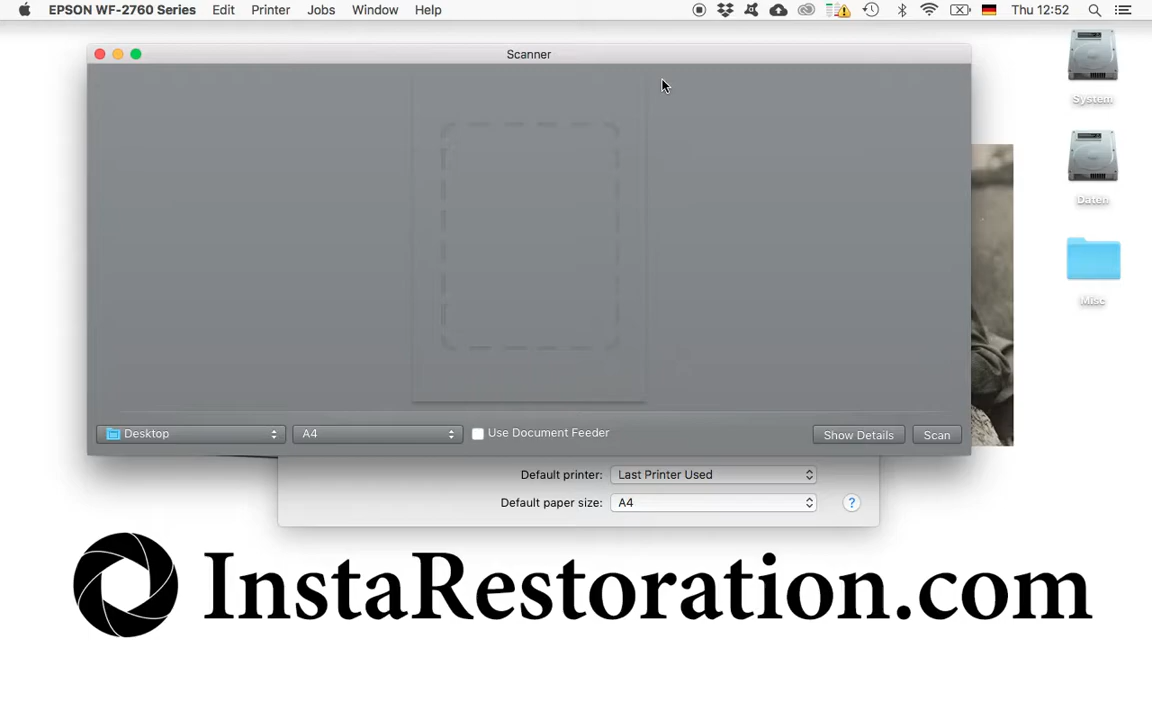 EPSON WF-2760 Series Edit Printer Jobs Window Help Thu 12:52
Scanner
System
Daten
Misc
Desktop A4 Use Document Feeder Show Details Scan
Default printer: Last Printer Used
Default paper size: A4 ?
InstaRestoration.com